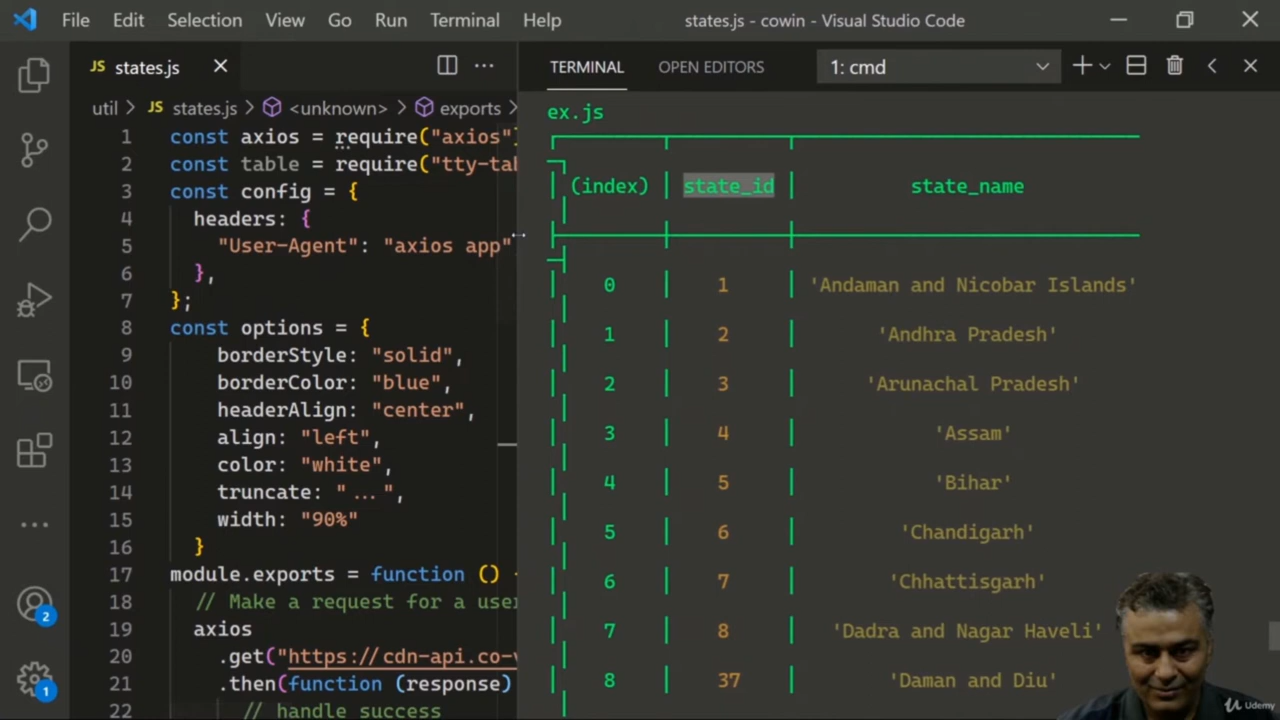 File Edit Selection View Go Run Terminal Help states.js - cowin - Visual Studio Code
JS states.js
util > JS states.js > <unknown> > exports >
1 const axios = require("axios")
2 const table = require("tty-tab
3 const config = {
4 headers: {
5 "User-Agent": "axios app"
6 },
7 };
8 const options = {
9 borderStyle: "solid",
10 borderColor: "blue",
11 headerAlign: "center",
12 align: "left",
13 color: "white",
14 truncate: "...",
15 width: "90%"
16 }
17 module.exports = function ()
18 // Make a request for a user
19 axios
20 .get("https://cdn-api.co-
21 .then(function (response)
22 // handle success
2
1
TERMINAL OPEN EDITORS 1: cmd
ex.js
(index) state_id state_name
0 1 'Andaman and Nicobar Islands'
1 2 'Andhra Pradesh'
2 3 'Arunachal Pradesh'
3 4 'Assam'
4 5 'Bihar'
5 6 'Chandigarh'
6 7 'Chhattisgarh'
7 8 'Dadra and Nagar Haveli'
8 37 'Daman and Diu'
Udemy